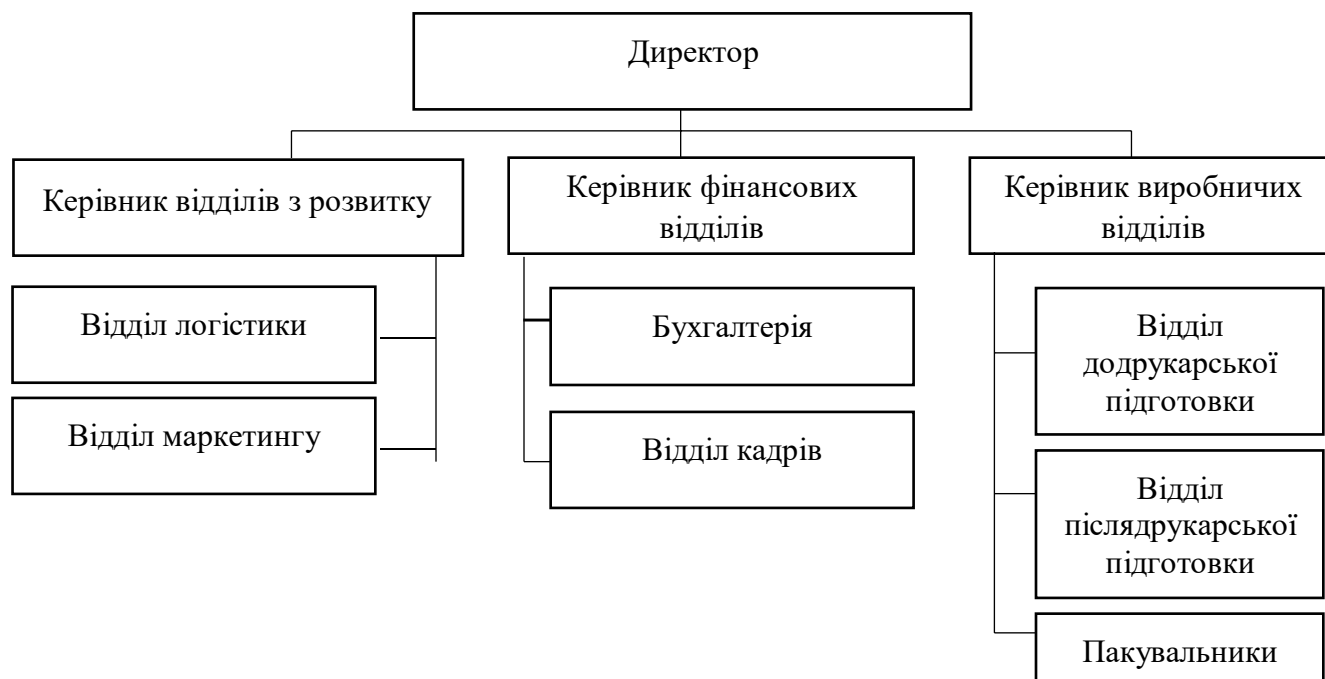 Директор
Керівник відділів з розвитку
Керівник фінансових
відділів
Керівник виробничих
відділів
Відділ логістики
Бухгалтерія
Відділ
додрукарської
підготовки
Відділ маркетингу
Відділ кадрів
Відділ
післядрукарської
підготовки
Пакувальники